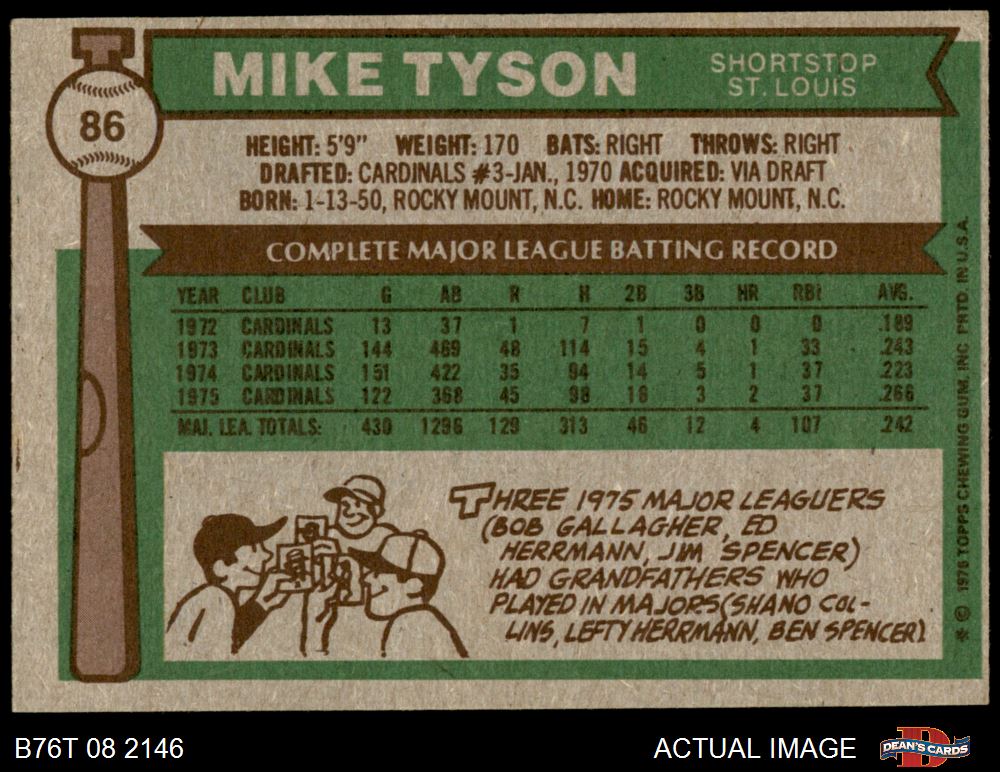 MIKE TYSON
SHORTSTOP
ST. LOUIS
86
HEIGHT: 5'9" WEIGHT: 170 BATS: RIGHT THROWS: RIGHT
DRAFTED: CARDINALS #3-JAN., 1970 ACQUIRED: VIA DRAFT
BORN: 1-13-50, ROCKY MOUNT, N.C. HOME: ROCKY MOUNT, N.C.
COMPLETE MAJOR LEAGUE BATTING RECORD
YEAR CLUB G AB R H 2B 3B HR RBI AVG.
1972 CARDINALS 13 37 1 7 1 0 0 0 .189
1973 CARDINALS 144 469 48 114 15 4 1 33 .243
1974 CARDINALS 151 422 35 94 14 5 1 37 .223
1975 CARDINALS 122 368 45 98 16 3 2 37 .266
MAJ. LEA. TOTALS: 430 1296 129 313 46 12 4 107 .242
THREE 1975 MAJOR LEAGUERS
(BOB GALLAGHER, ED
HERRMANN, JIM SPENCER)
HAD GRANDFATHERS WHO
PLAYED IN MAJORS (SHANO COL-
LINS, LEFTY HERRMANN, BEN SPENCER)
* © 1976 TOPPS CHEWING GUM, INC PRTD. IN U.S.A.
B76T 08 2146
ACTUAL IMAGE
D
DEAN'S CARDS